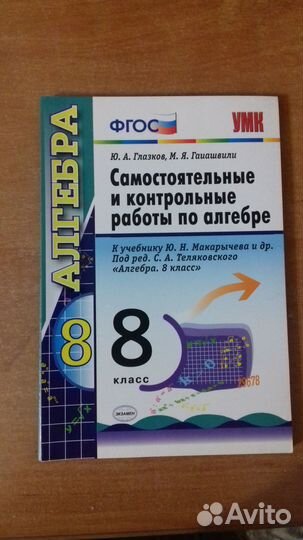 ФГОС
УМК
Ю. А. Глазков, М. Я. Гаиашвили
Самостоятельные
и контрольные
работы по алгебре
К учебнику Ю. Н. Макарычева и др.
Под ред. С. А. Теляковского
«Алгебра. 8 класс»
АЛГЕБРА
8
8
класс
ЭКЗАМЕН
Avito